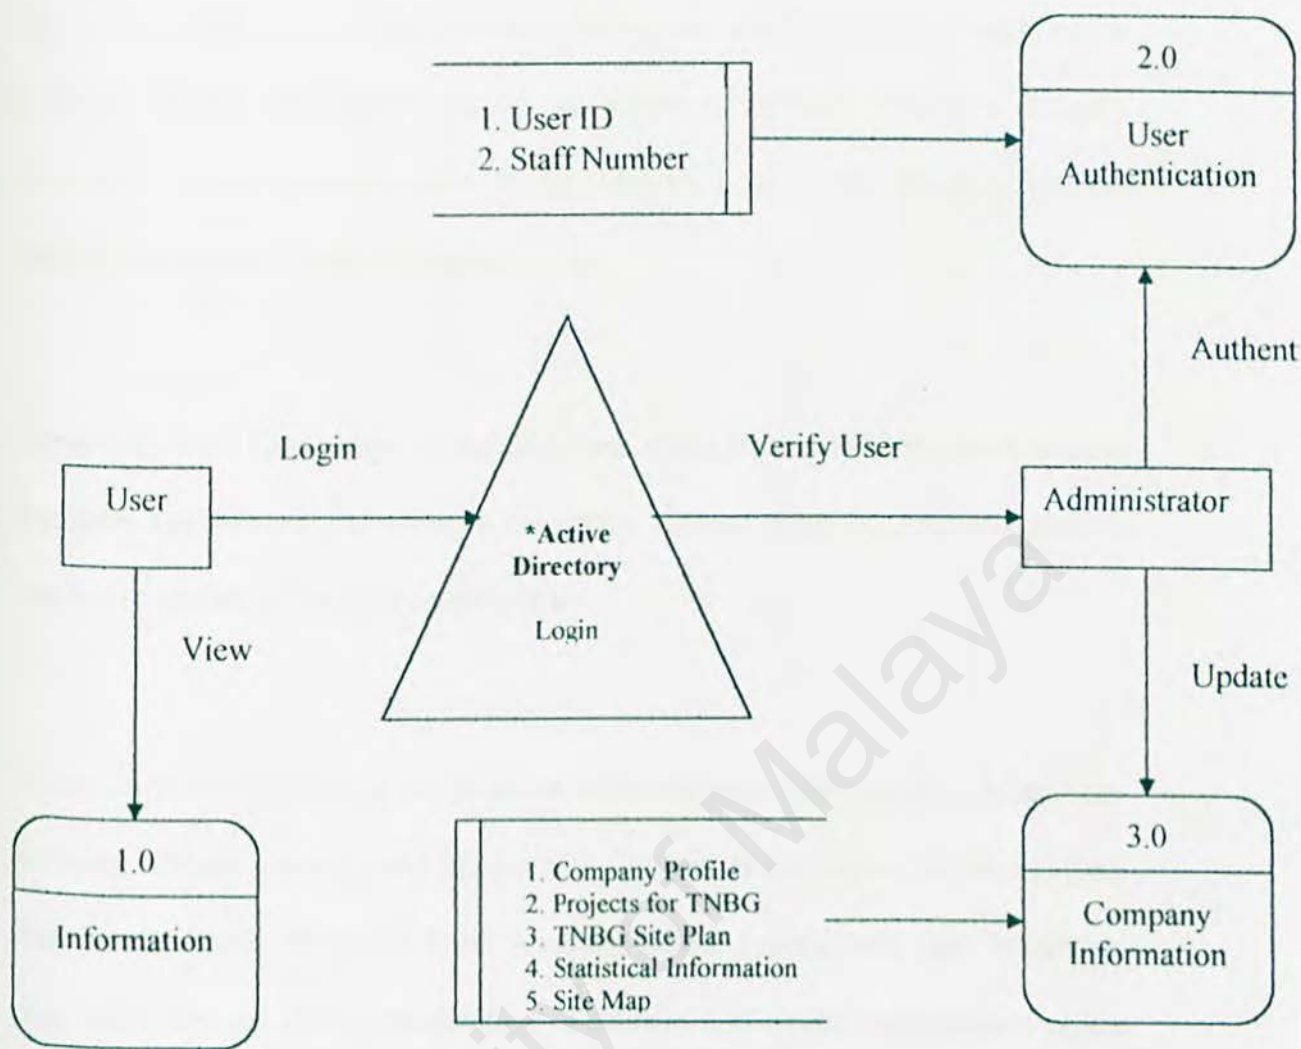 2.0
1. User ID
2. Staff Number
User
Authentication
Authent
Login
Verify User
User
Administrator
*Active
Directory
Login
View
Update
1.0
Information
1. Company Profile
2. Projects for TNBG
3. TNBG Site Plan
4. Statistical Information
5. Site Map
3.0
Company
Information
of Malaya